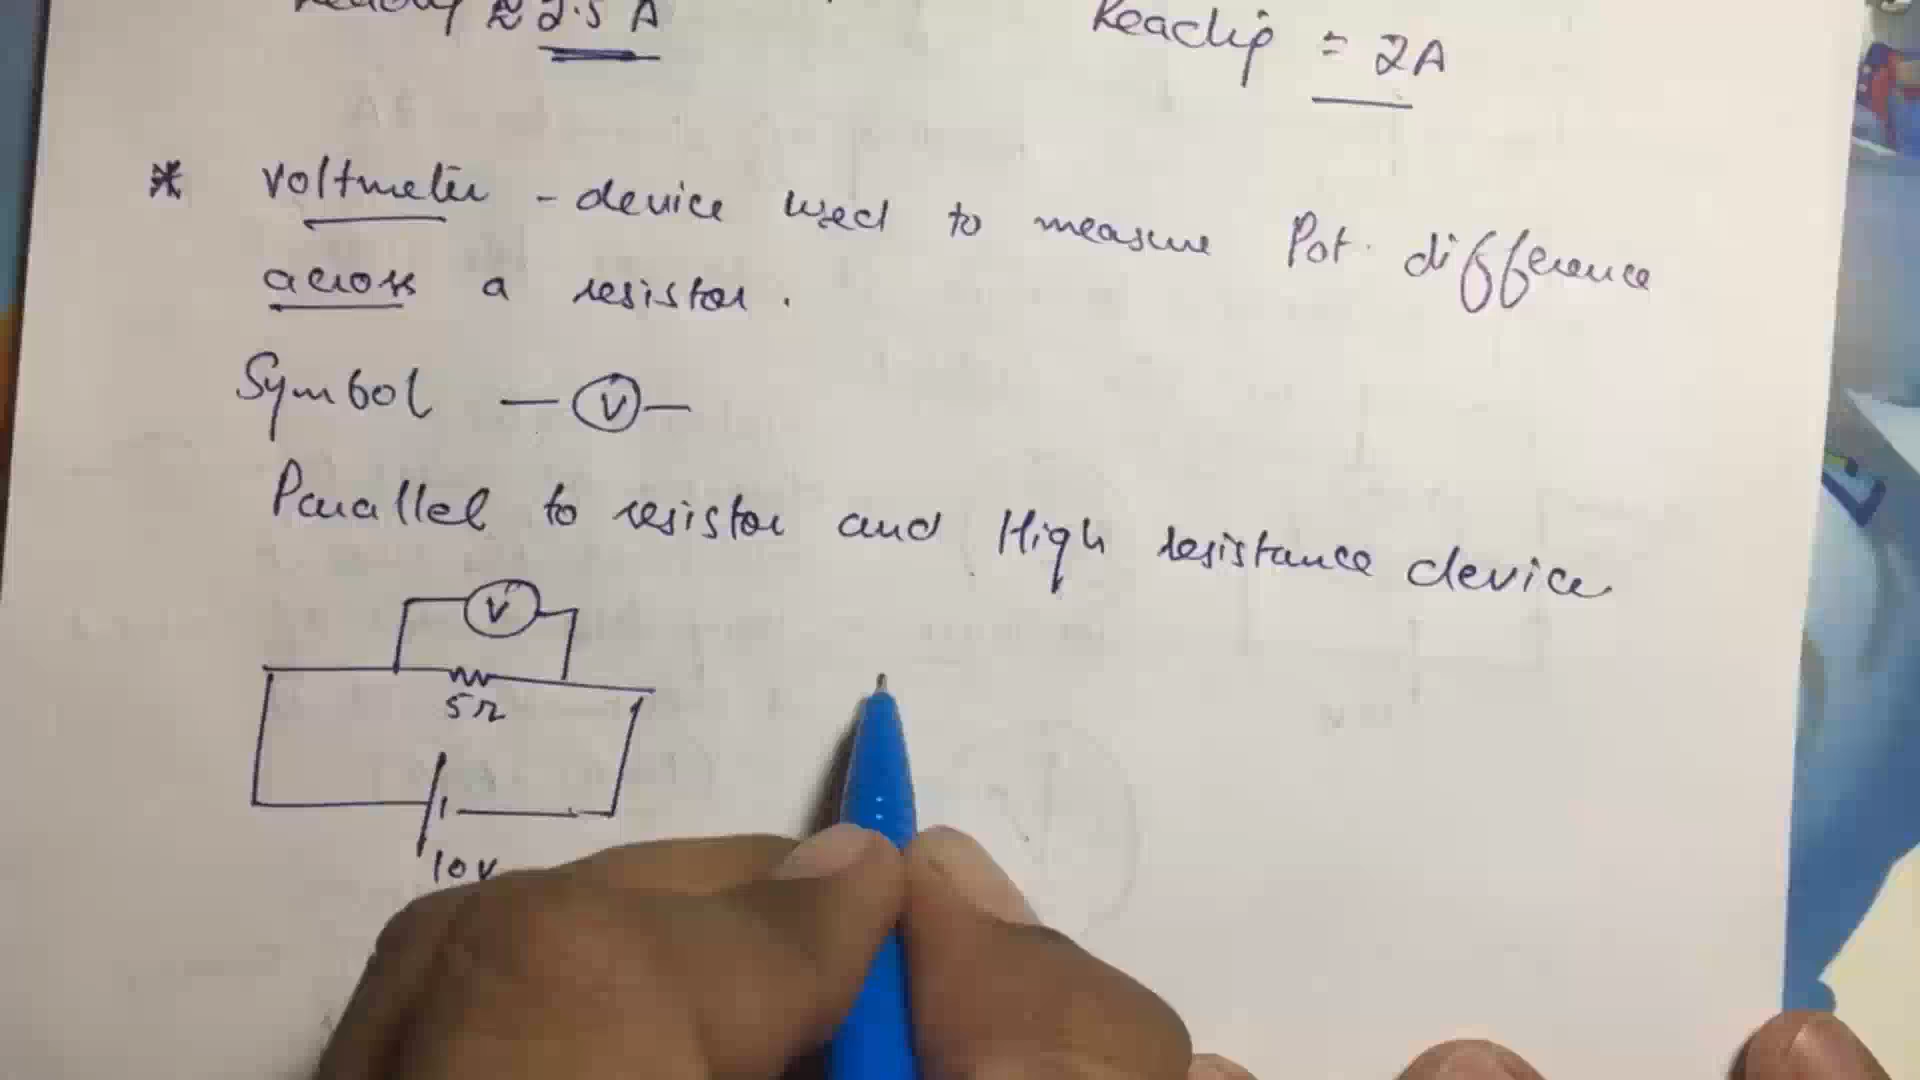 Reading ≈ 2.5 A
Reading = 2A
* Voltmeter - device used to measure Pot. difference
across a resistor.
Symbol —(V)—
Parallel to resistor and High resistance device
V
5Ω
10V